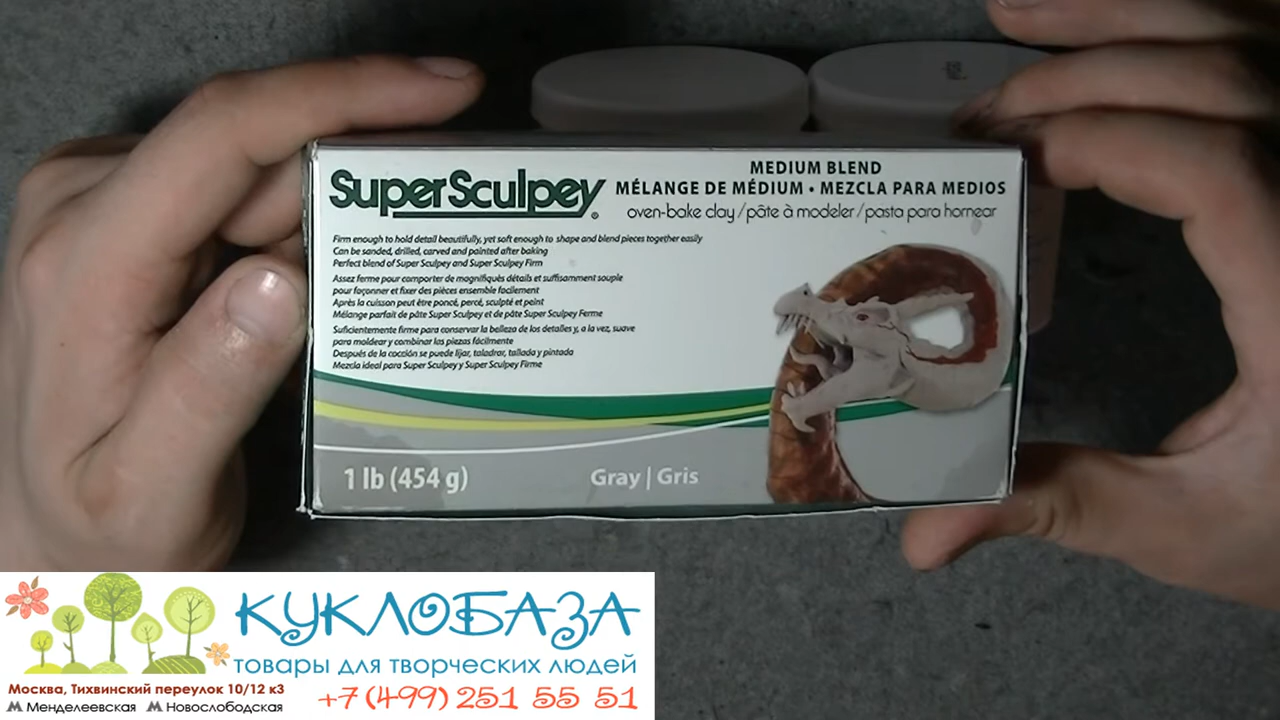 SuperSculpey®
MEDIUM BLEND
MÉLANGE DE MÉDIUM • MEZCLA PARA MEDIOS
oven-bake clay/pâte à modeler/pasta para hornear
Firm enough to hold detail beautifully, yet soft enough to shape and blend pieces together easily
Can be sanded, drilled, carved and painted after baking
Perfect blend of Super Sculpey and Super Sculpey Firm
Assez ferme pour comporter de magnifiqués détails et suffisamment souple
pour façonner et fixer des pièces ensemble facilement
Après la cuisson peut être poncé, percé, sculpté et peint
Mélange parfait de pâte Super Sculpey et de pâte Super Sculpey Ferme
Suficientemente firme para conservar la belleza de los detalles y, a la vez, suave
para moldear y combinar las piezas fácilmente
Después de la cocción se puede lijar, taladrar, tallada y pintada
Mezcla ideal para Super Sculpey y Super Sculpey Firme
1 lb (454 g)
Gray | Gris
КУКЛОБАЗА
товары для творческих людей
Москва, Тихвинский переулок 10/12 к3
М Менделеевская М Новослободская
+7 (499) 251 55 51